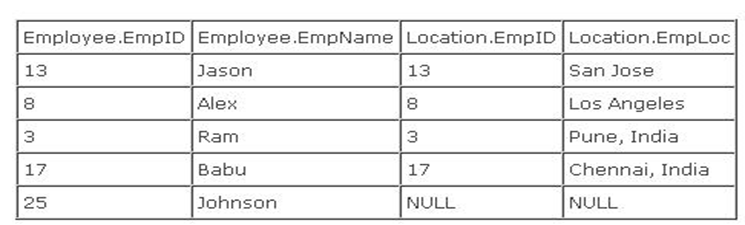 Employee.EmpID Employee.EmpName Location.EmpID Location.EmpLoc
13 Jason 13 San Jose
8 Alex 8 Los Angeles
3 Ram 3 Pune, India
17 Babu 17 Chennai, India
25 Johnson NULL NULL